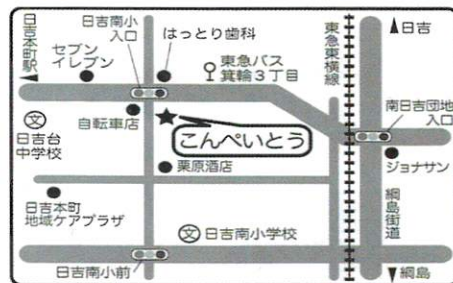 日吉本町駅
セブン
イレブン
日吉南小
入口
はっとり歯科
東急バス
箕輪3丁目
東急東横線
日吉
文
日吉台
中学校
自転車店
こんぺいとう
南日吉団地
入口
栗原酒店
ジョナサン
日吉本町
地域ケアプラザ
文 日吉南小学校
綱島街道
日吉南小前
綱島